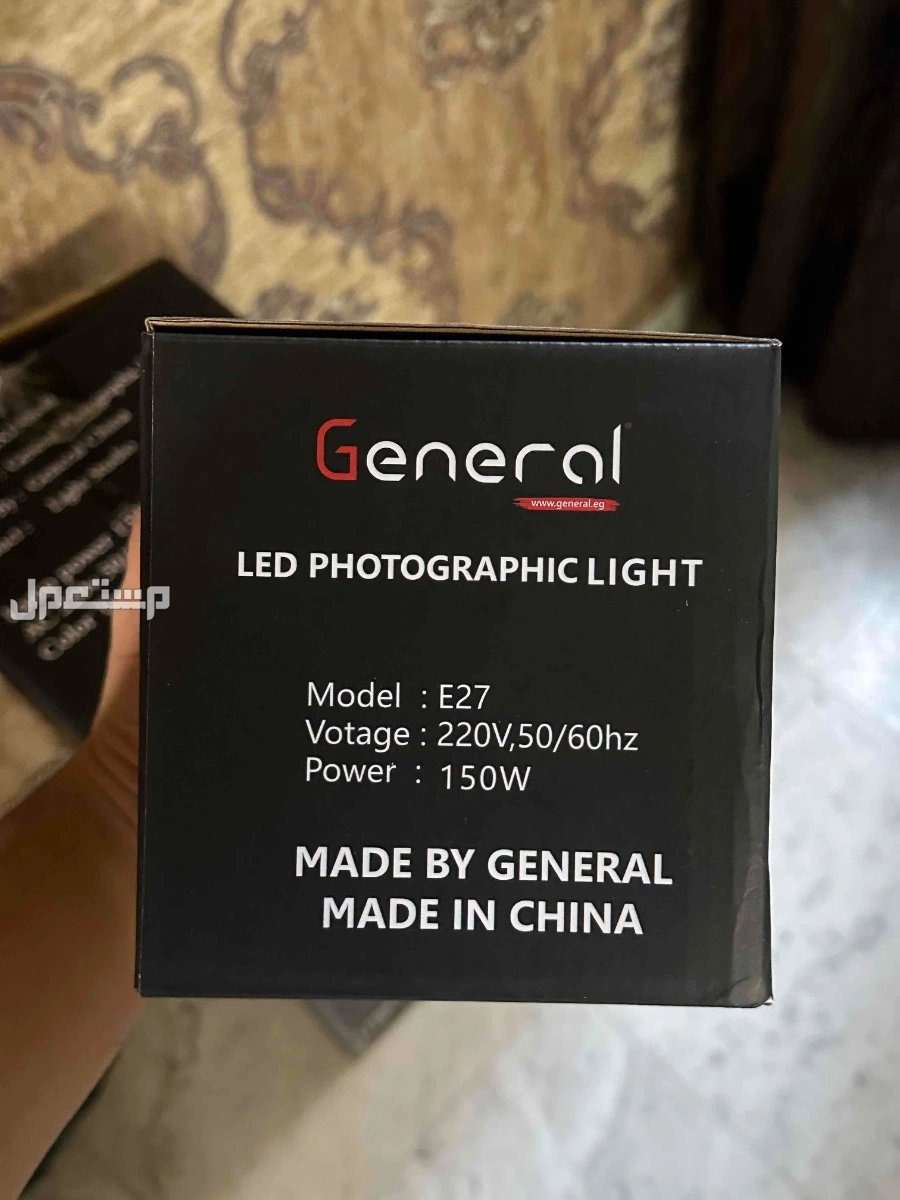 General
www.general.eg
LED PHOTOGRAPHIC LIGHT
Model : E27
Votage : 220V,50/60hz
Power : 150W
MADE BY GENERAL
MADE IN CHINA
مستعمل
Color